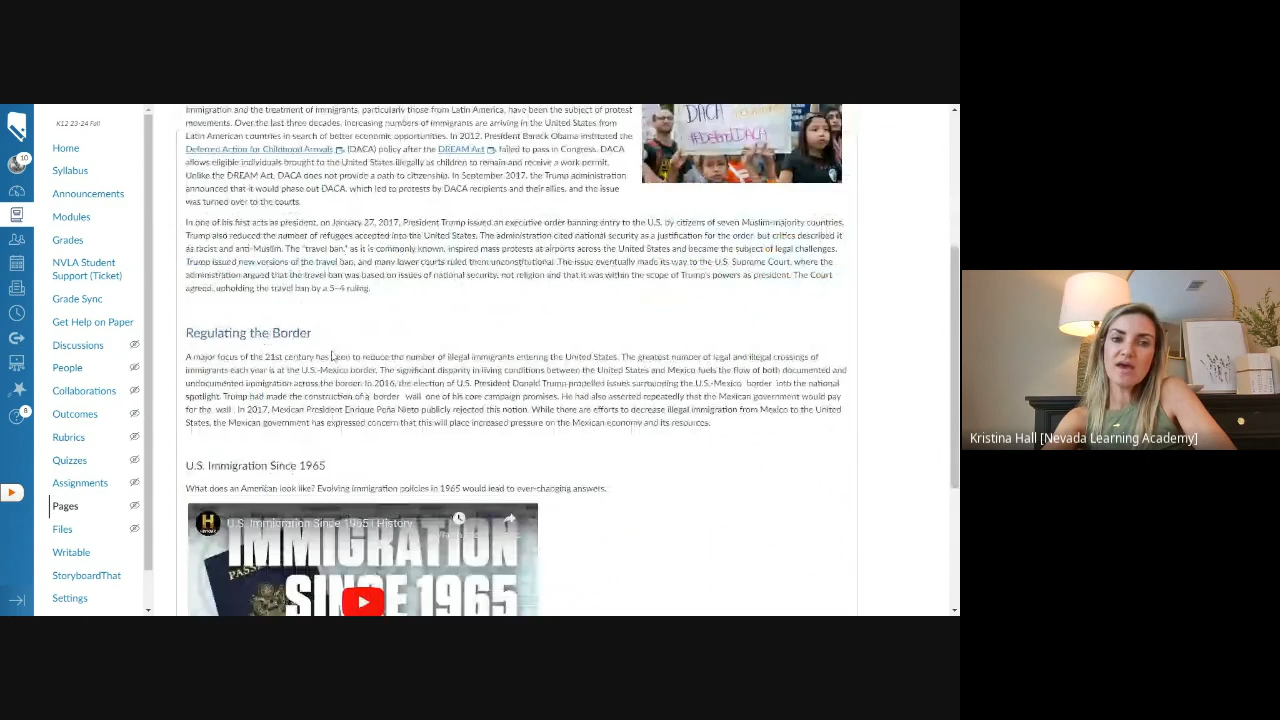 K12 23-24 Fall
10
Home
Syllabus
Announcements
Modules
Grades
NVLA Student
Support (Ticket)
Grade Sync
Get Help on Paper
Discussions
People
Collaborations
Outcomes
Rubrics
Quizzes
Assignments
Pages
Files
Writable
StoryboardThat
Settings
8
immigration and the treatment of immigrants, particularly those from Latin America, have been the subject of protest
movements. Over the last three decades, increasing numbers of immigrants are arriving in the United States from
Latin American countries in search of better economic opportunities. In 2012, President Barack Obama instituted the
Deferred Action for Childhood Arrivals (DACA) policy after the DREAM Act failed to pass in Congress. DACA
allows eligible individuals brought to the United States illegally as children to remain and receive a work permit.
Unlike the DREAM Act, DACA does not provide a path to citizenship. In September 2017, the Trump administration
announced that it would phase out DACA, which led to protests by DACA recipients and their allies, and the issue
was turned over to the courts.
DACA
#DefendDACA
In one of his first acts as president, on January 27, 2017, President Trump issued an executive order banning entry to the U.S. by citizens of seven Muslim-majority countries.
Trump also reduced the number of refugees accepted into the United States. The administration cited national security as a justification for the order but critics described it
as racist and anti-Muslim. The "travel ban," as it is commonly known, inspired mass protests at airports across the United States and became the subject of legal challenges.
Trump issued new versions of the travel ban, and many lower courts ruled them unconstitutional. The issue eventually made its way to the U.S. Supreme Court, where the
administration argued that the travel ban was based on issues of national security, not religion and that it was within the scope of Trump's powers as president. The Court
agreed, upholding the travel ban by a 5–4 ruling.
Regulating the Border
A major focus of the 21st century has been to reduce the number of illegal immigrants entering the United States. The greatest number of legal and illegal crossings of
immigrants each year is at the U.S.-Mexico border. The significant disparity in living conditions between the United States and Mexico fuels the flow of both documented and
undocumented immigration across the border. In 2016, the election of U.S. President Donald Trump propelled issues surrounding the U.S.-Mexico border into the national
spotlight. Trump had made the construction of a border wall one of his core campaign promises. He had also asserted repeatedly that the Mexican government would pay
for the wall. In 2017, Mexican President Enrique Peña Nieto publicly rejected this notion. While there are efforts to decrease illegal immigration from Mexico to the United
States, the Mexican government has expressed concern that this will place increased pressure on the Mexican economy and its resources.
U.S. Immigration Since 1965
What does an American look like? Evolving immigration policies in 1965 would lead to ever-changing answers.
H
HISTORY
U.S. Immigration Since 1965 | History
IMMIGRATION
SINCE 1965
Kristina Hall [Nevada Learning Academy]